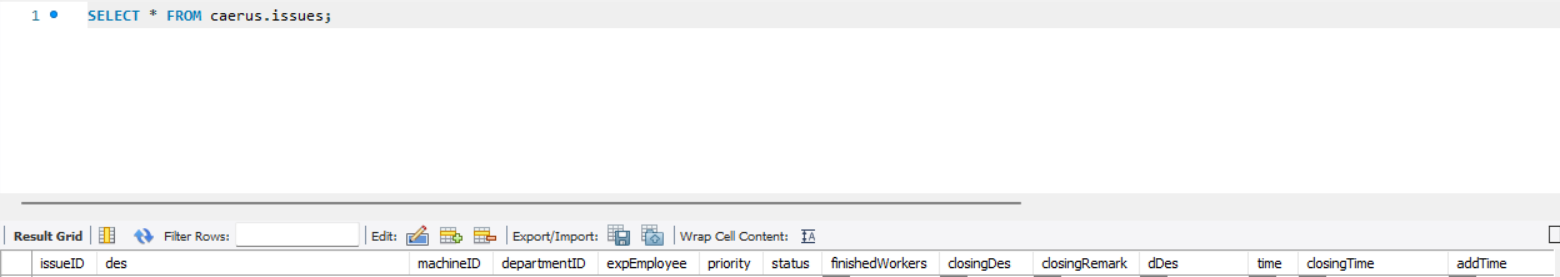 1 SELECT * FROM caerus.issues;
Result Grid Filter Rows: Edit: Export/Import: Wrap Cell Content: IA
issueID des machineID departmentID expEmployee priority status finishedWorkers closingDes closingRemark dDes time closingTime addTime